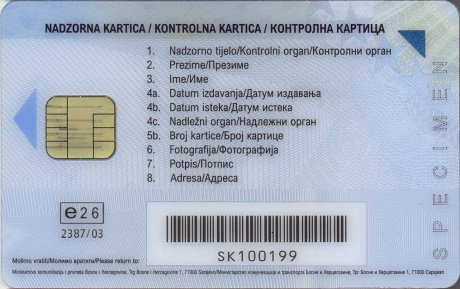 NADZORNA KARTICA / KONTROLNA KARTICA / КОНТРОЛНА КАРТИЦА
1. Nadzorno tijelo/Kontrolni organ/Контролни орган
2. Prezime/Презиме
3. Ime/Име
4a. Datum izdavanja/Датум издавања
4b. Datum isteka/Датум истека
4c. Nadležni organ/Надлежни орган
5b. Broj kartice/Број картице
6. Fotografija/Фотографија
7. Potpis/Потпис
8. Adresa/Адреса
SPECIMEN
e26
2387/03
SK100199
Molimo vratiti/Молимо вратити/Please return to:
Ministarstvo komunikacija i prometa Bosne i Hercegovine, Trg Bosne i Hercegovine 1, 71000 Sarajevo/Министарство комуникација и транспорта Босне и Херцеговине, Трг Босне и Херцеговине 1, 71000 Сарајево